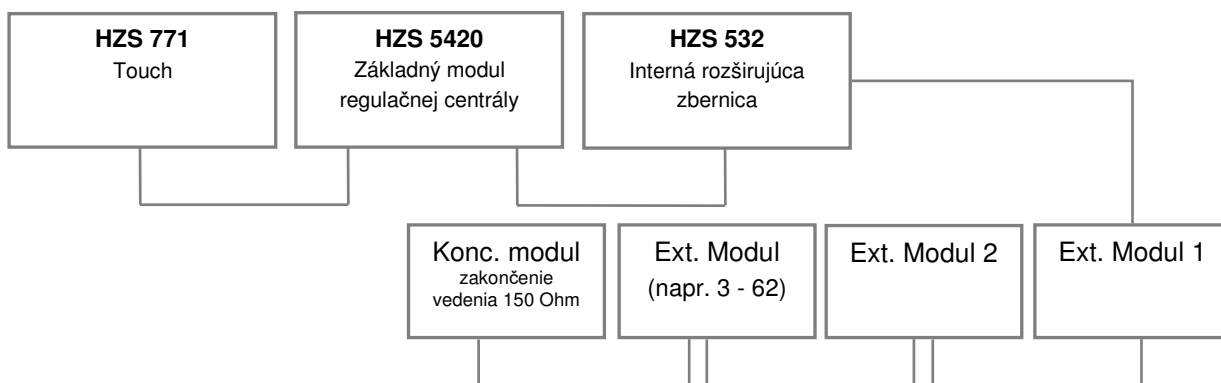 HZS 771
Touch
HZS 5420
Základný modul
regulačnej centrály
HZS 532
Interná rozširujúca
zbernica
Konc. modul
zakončenie
vedenia 150 Ohm
Ext. Modul
(napr. 3 - 62)
Ext. Modul 2
Ext. Modul 1